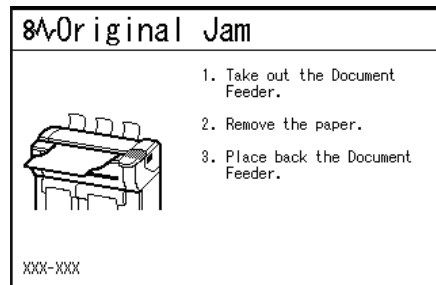 Original Jam
1. Take out the Document
Feeder.
2. Remove the paper.
3. Place back the Document
Feeder.
XXX-XXX